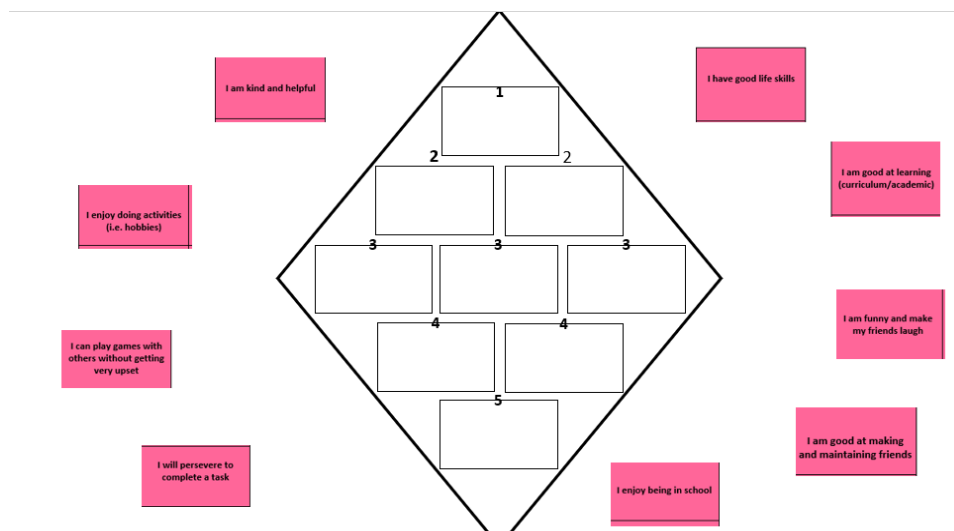 I am kind and helpful
I have good life skills
1
2
2
I am good at learning
(curriculum/academic)
I enjoy doing activities
(i.e. hobbies)
3
3
3
I am funny and make
my friends laugh
4
4
I can play games with
others without getting
very upset
5
I am good at making
and maintaining friends
I will persevere to
complete a task
I enjoy being in school